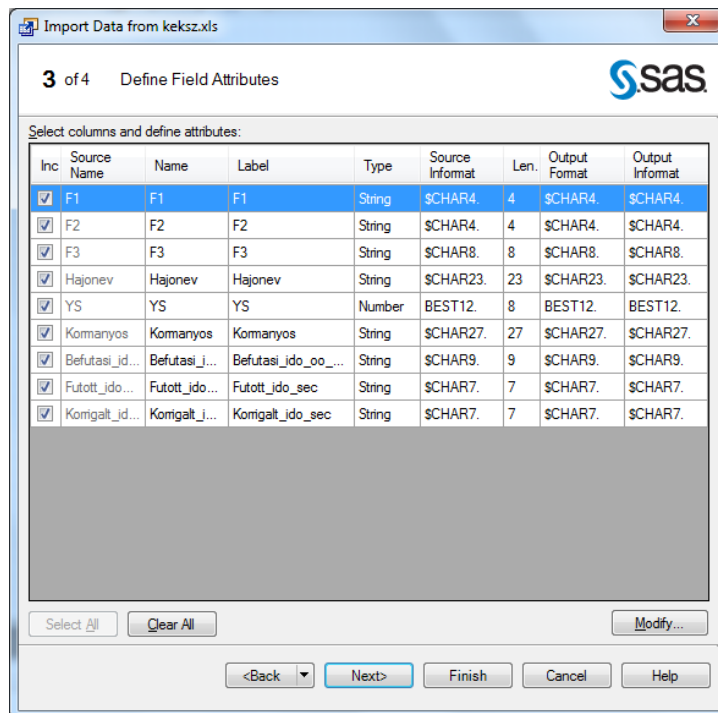 Import Data from keksz.xls
x
3 of 4 Define Field Attributes
sas
Select columns and define attributes:
Inc Source Name Name Label Type Source Informat Len. Output Format Output Informat
F1 F1 F1 String $CHAR4. 4 $CHAR4. $CHAR4.
F2 F2 F2 String $CHAR4. 4 $CHAR4. $CHAR4.
F3 F3 F3 String $CHAR8. 8 $CHAR8. $CHAR8.
Hajonev Hajonev Hajonev String $CHAR23. 23 $CHAR23. $CHAR23.
YS YS YS Number BEST12. 8 BEST12. BEST12.
Kormanyos Kormanyos Kormanyos String $CHAR27. 27 $CHAR27. $CHAR27.
Befutasi_id... Befutasi_i... Befutasi_ido_oo_... String $CHAR9. 9 $CHAR9. $CHAR9.
Futott_ido... Futott_ido... Futott_ido_sec String $CHAR7. 7 $CHAR7. $CHAR7.
Korrigalt_id... Korrigalt_i... Korrigalt_ido_sec String $CHAR7. 7 $CHAR7. $CHAR7.
Select All Clear All Modify...
<Back Next> Finish Cancel Help